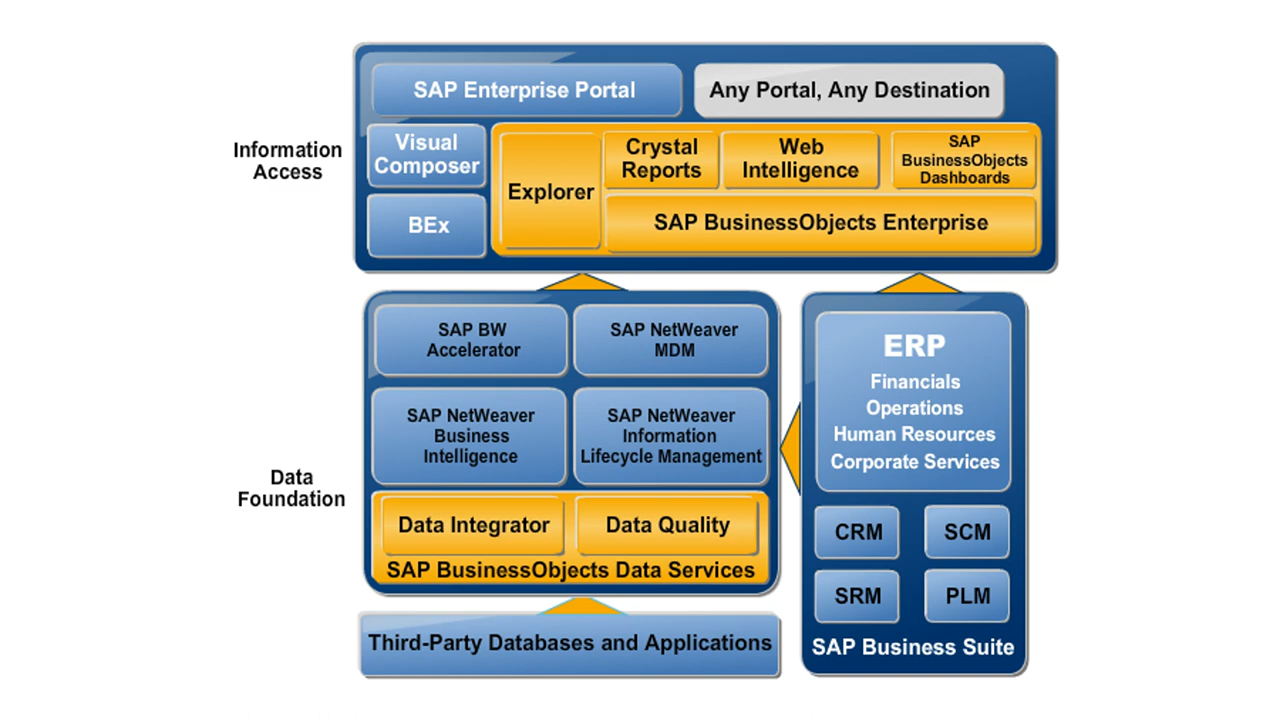 SAP Enterprise Portal
Any Portal, Any Destination
Information
Access
Visual
Composer
BEx
Explorer
Crystal
Reports
Web
Intelligence
SAP
BusinessObjects
Dashboards
SAP BusinessObjects Enterprise
Data
Foundation
SAP BW
Accelerator
SAP NetWeaver
MDM
SAP NetWeaver
Business
Intelligence
SAP NetWeaver
Information
Lifecycle Management
Data Integrator
Data Quality
SAP BusinessObjects Data Services
Third-Party Databases and Applications
ERP
Financials
Operations
Human Resources
Corporate Services
CRM
SCM
SRM
PLM
SAP Business Suite